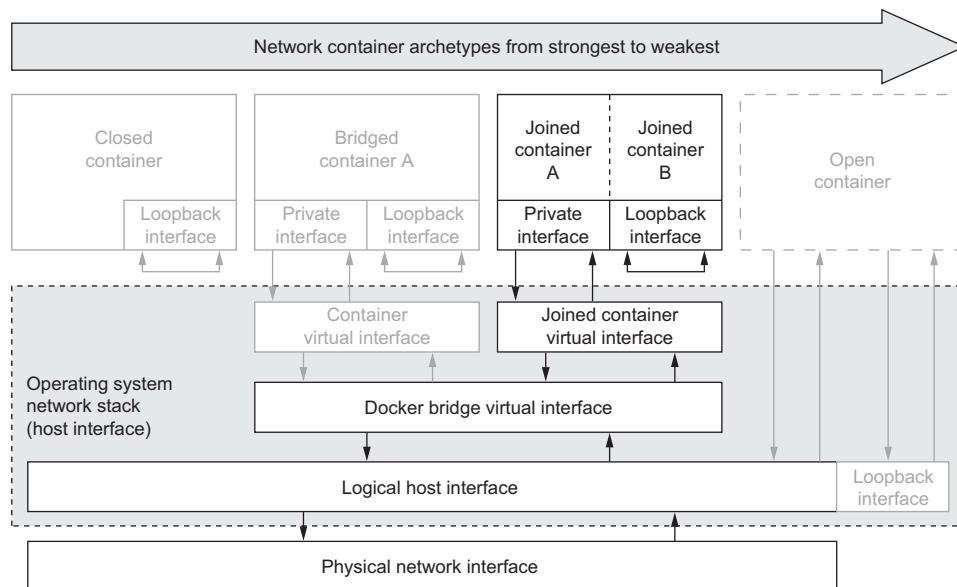 Network container archetypes from strongest to weakest
Closed
container
Loopback
interface
Bridged
container A
Private
interface
Loopback
interface
Joined
container
A
Joined
container
B
Private
interface
Loopback
interface
Open
container
Container
virtual interface
Joined container
virtual interface
Operating system
network stack
(host interface)
Docker bridge virtual interface
Logical host interface
Loopback
interface
Physical network interface